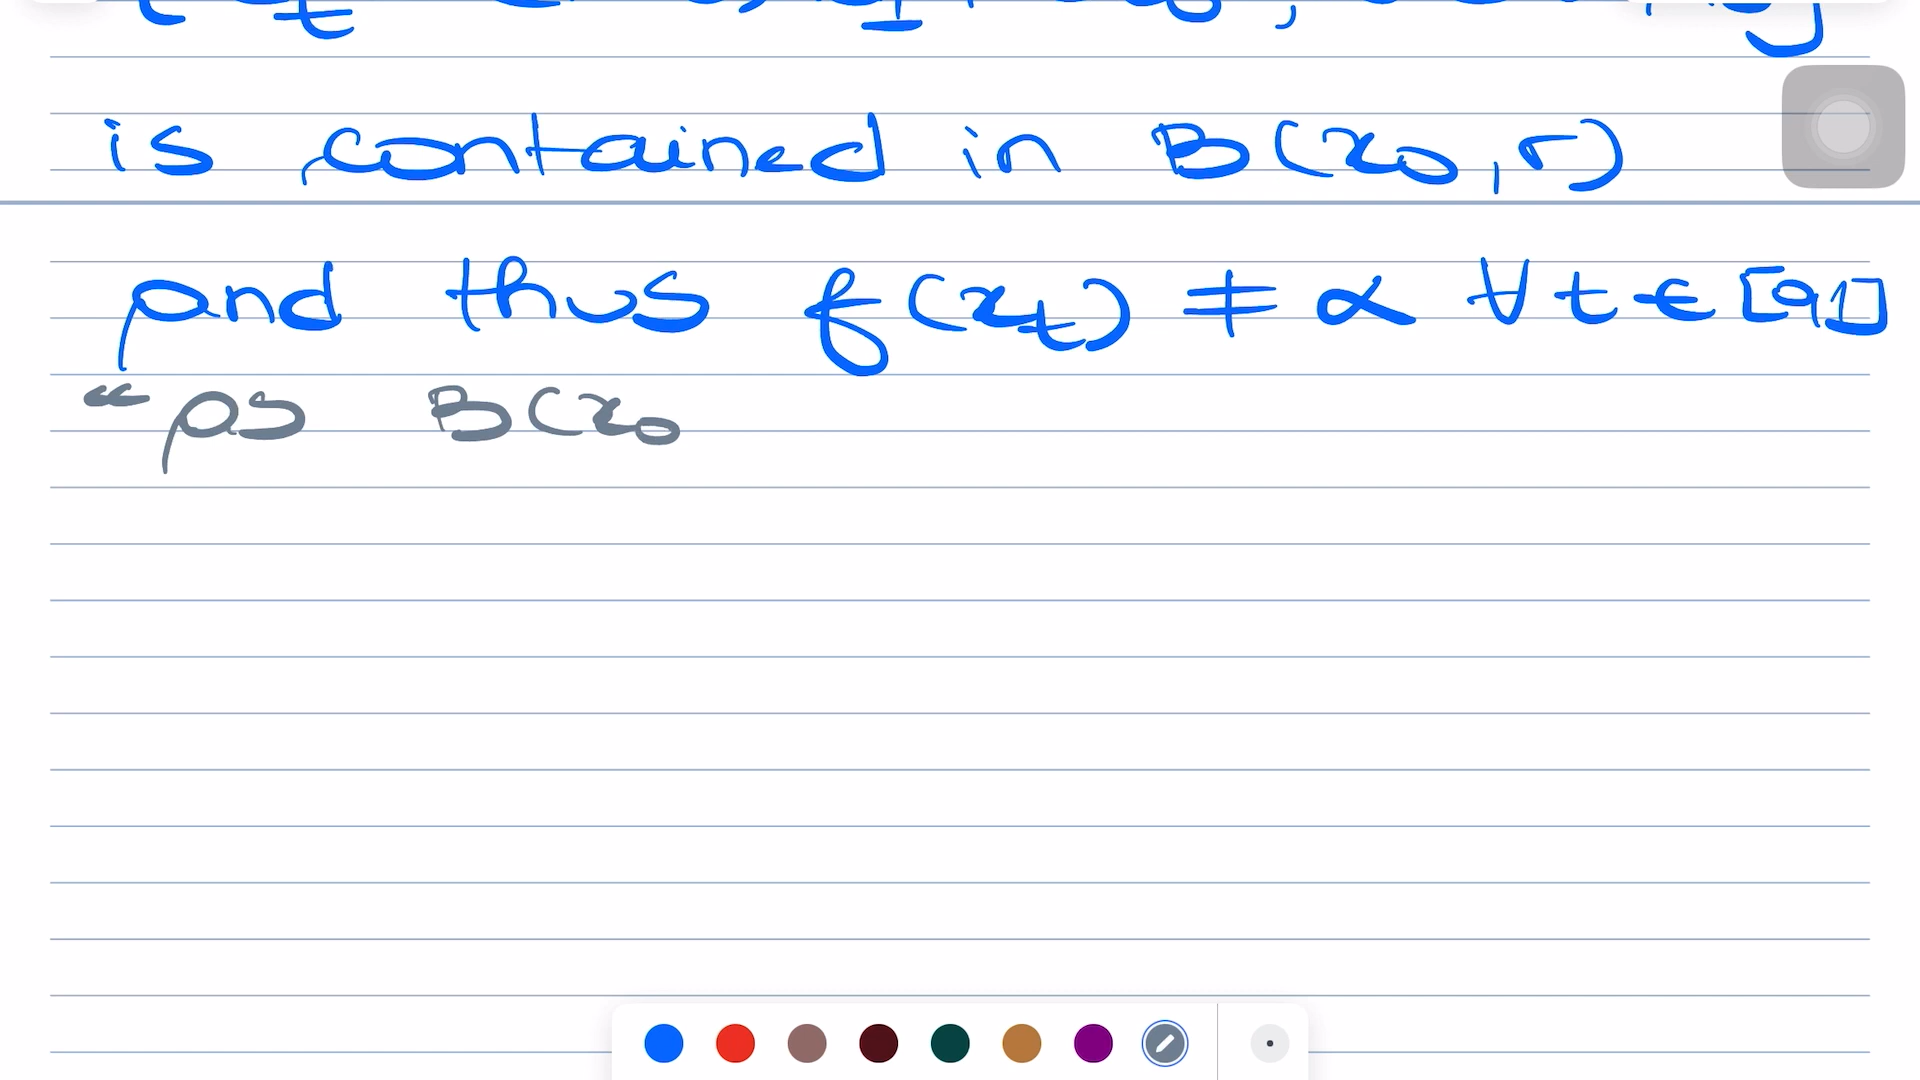 is contained in B(x₀, r)
and thus f(xₜ) ≠ α ∀ t ∈ [0,1]
“ as B(x₀